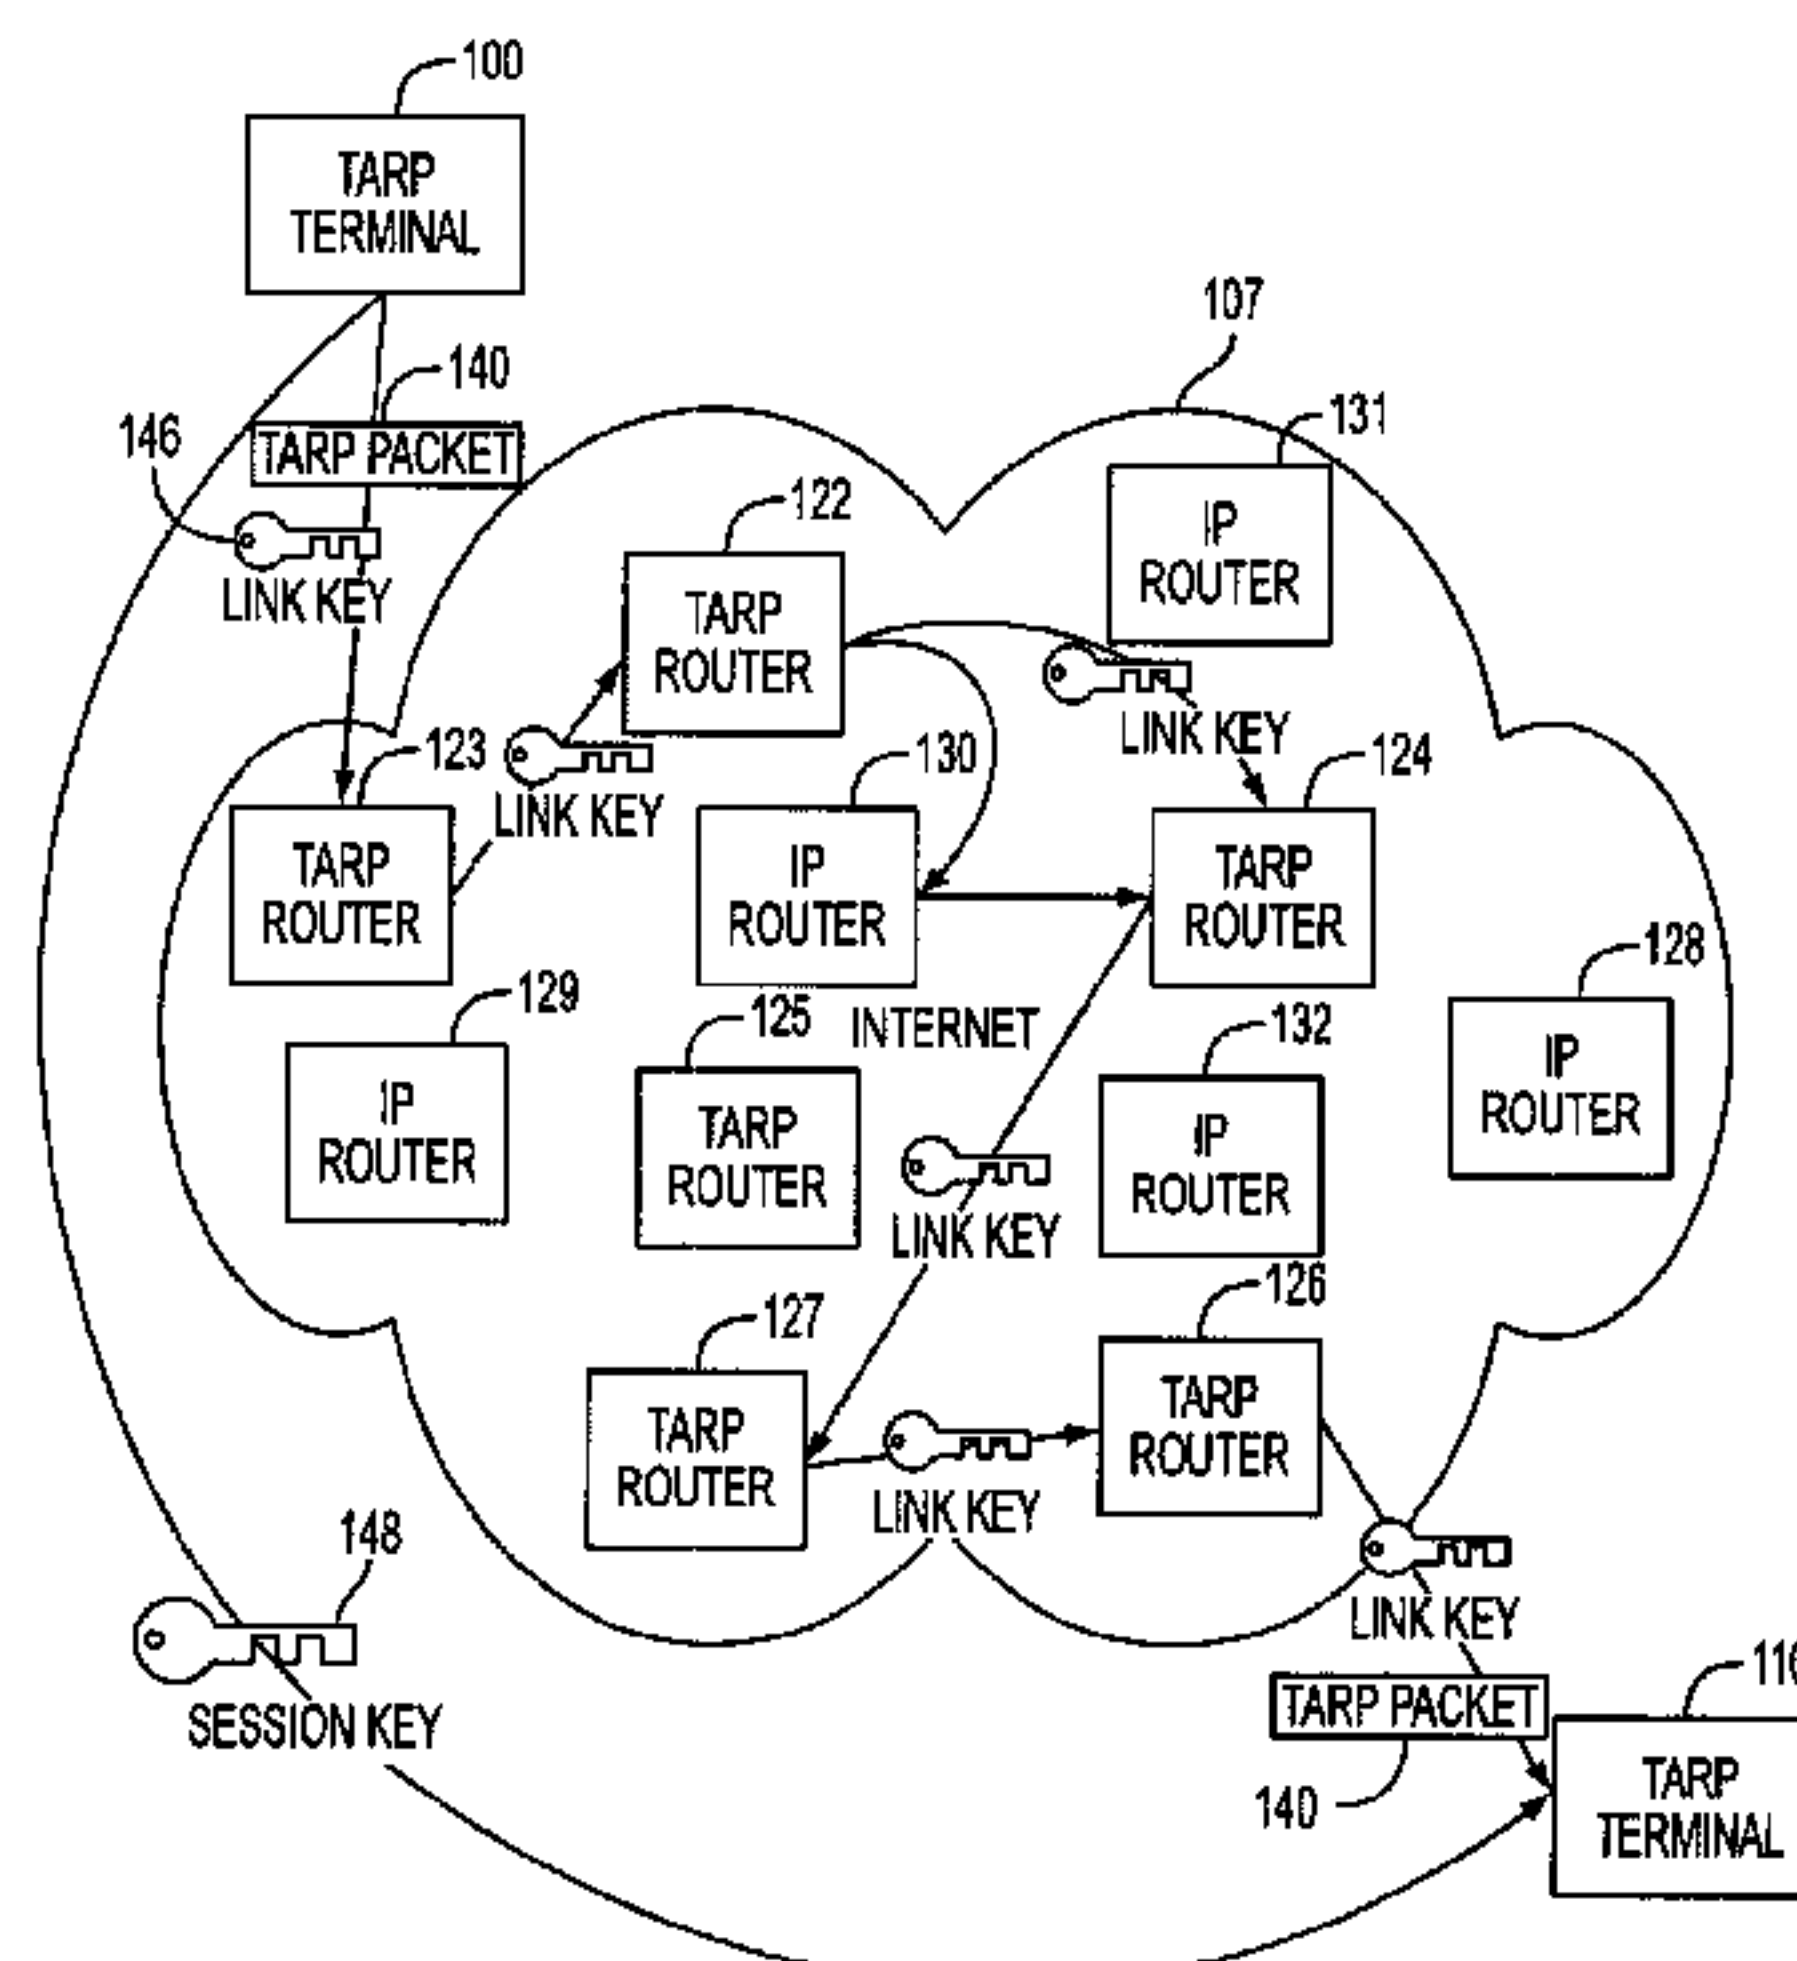 100
TARP
TERMINAL
107
140
131
146
TARP PACKET
122
IP
ROUTER
LINK KEY
TARP
ROUTER
LINK KEY
123
130
124
LINK KEY
TARP
ROUTER
IP
ROUTER
TARP
ROUTER
128
129
125
INTERNET
132
IP
ROUTER
IP
ROUTER
TARP
ROUTER
IP
ROUTER
LINK KEY
126
127
TARP
ROUTER
TARP
ROUTER
LINK KEY
148
LINK KEY
SESSION KEY
TARP PACKET
140
TARP
TERMINAL